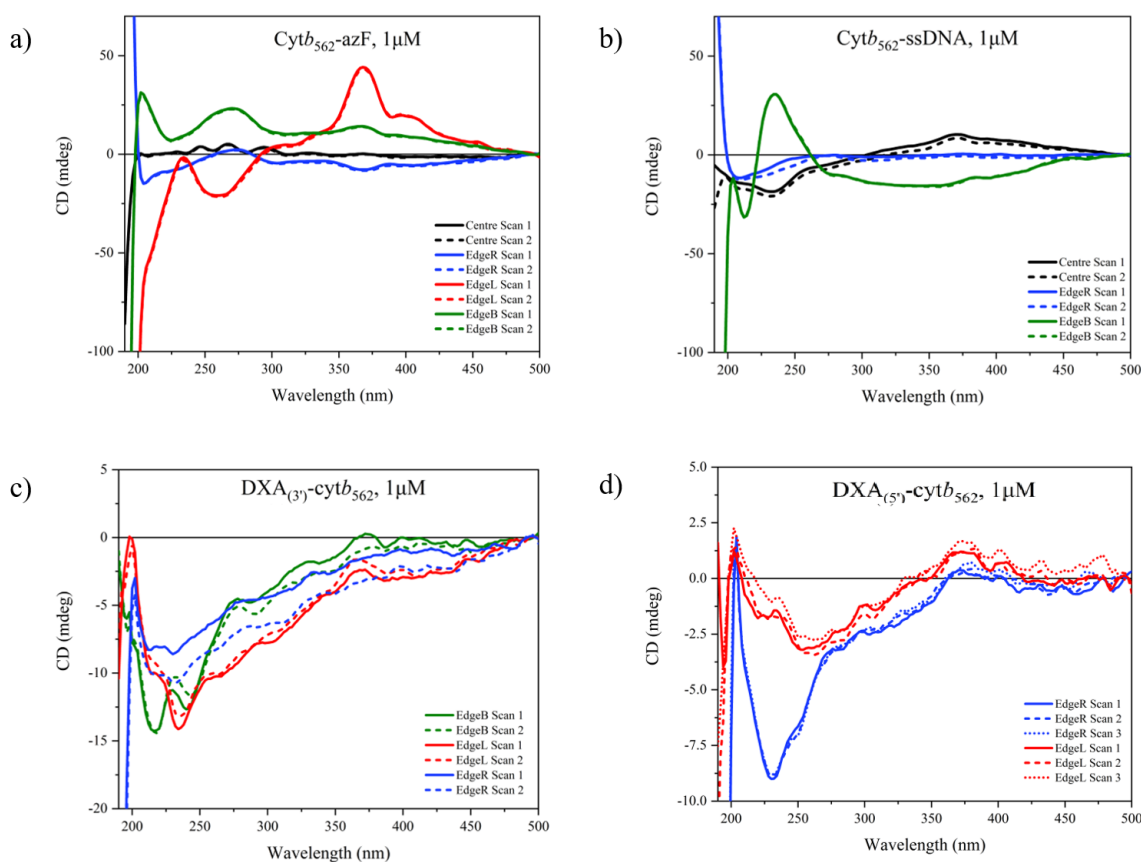 a)
Cytb562-azF, 1μM
50
0
-50
-100
CD (mdeg)
200 250 300 350 400 450 500
Wavelength (nm)
Centre Scan 1
Centre Scan 2
EdgeR Scan 1
EdgeR Scan 2
EdgeL Scan 1
EdgeL Scan 2
EdgeB Scan 1
EdgeB Scan 2
b)
Cytb562-ssDNA, 1μM
50
0
-50
-100
CD (mdeg)
200 250 300 350 400 450 500
Wavelength (nm)
Centre Scan 1
Centre Scan 2
EdgeR Scan 1
EdgeR Scan 2
EdgeB Scan 1
EdgeB Scan 2
c)
DXA(3')-cytb562, 1μM
5
0
-5
-10
-15
-20
CD (mdeg)
200 250 300 350 400 450 500
Wavelength (nm)
EdgeB Scan 1
EdgeB Scan 2
EdgeL Scan 1
EdgeL Scan 2
EdgeR Scan 1
EdgeR Scan 2
d)
DXA(5')-cytb562, 1μM
5.0
2.5
0.0
-2.5
-5.0
-7.5
-10.0
CD (mdeg)
200 250 300 350 400 450 500
Wavelength (nm)
EdgeR Scan 1
EdgeR Scan 2
EdgeR Scan 3
EdgeL Scan 1
EdgeL Scan 2
EdgeL Scan 3